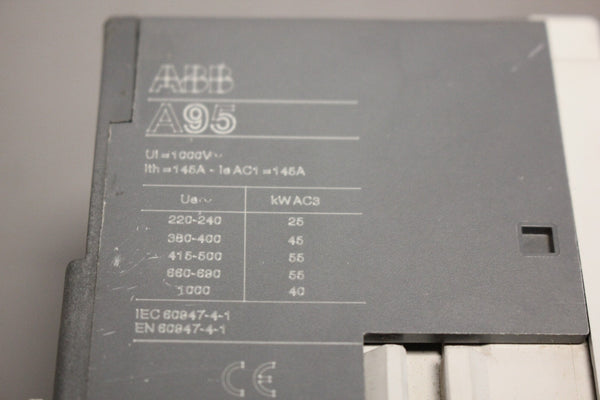 ABB
A95
Ui=1000V~
Ith=145A - Ie AC1=145A
Ue~ kW AC3
220-240 25
380-400 45
415-500 55
660-690 55
1000 40
IEC 60947-4-1
EN 60947-4-1
CE